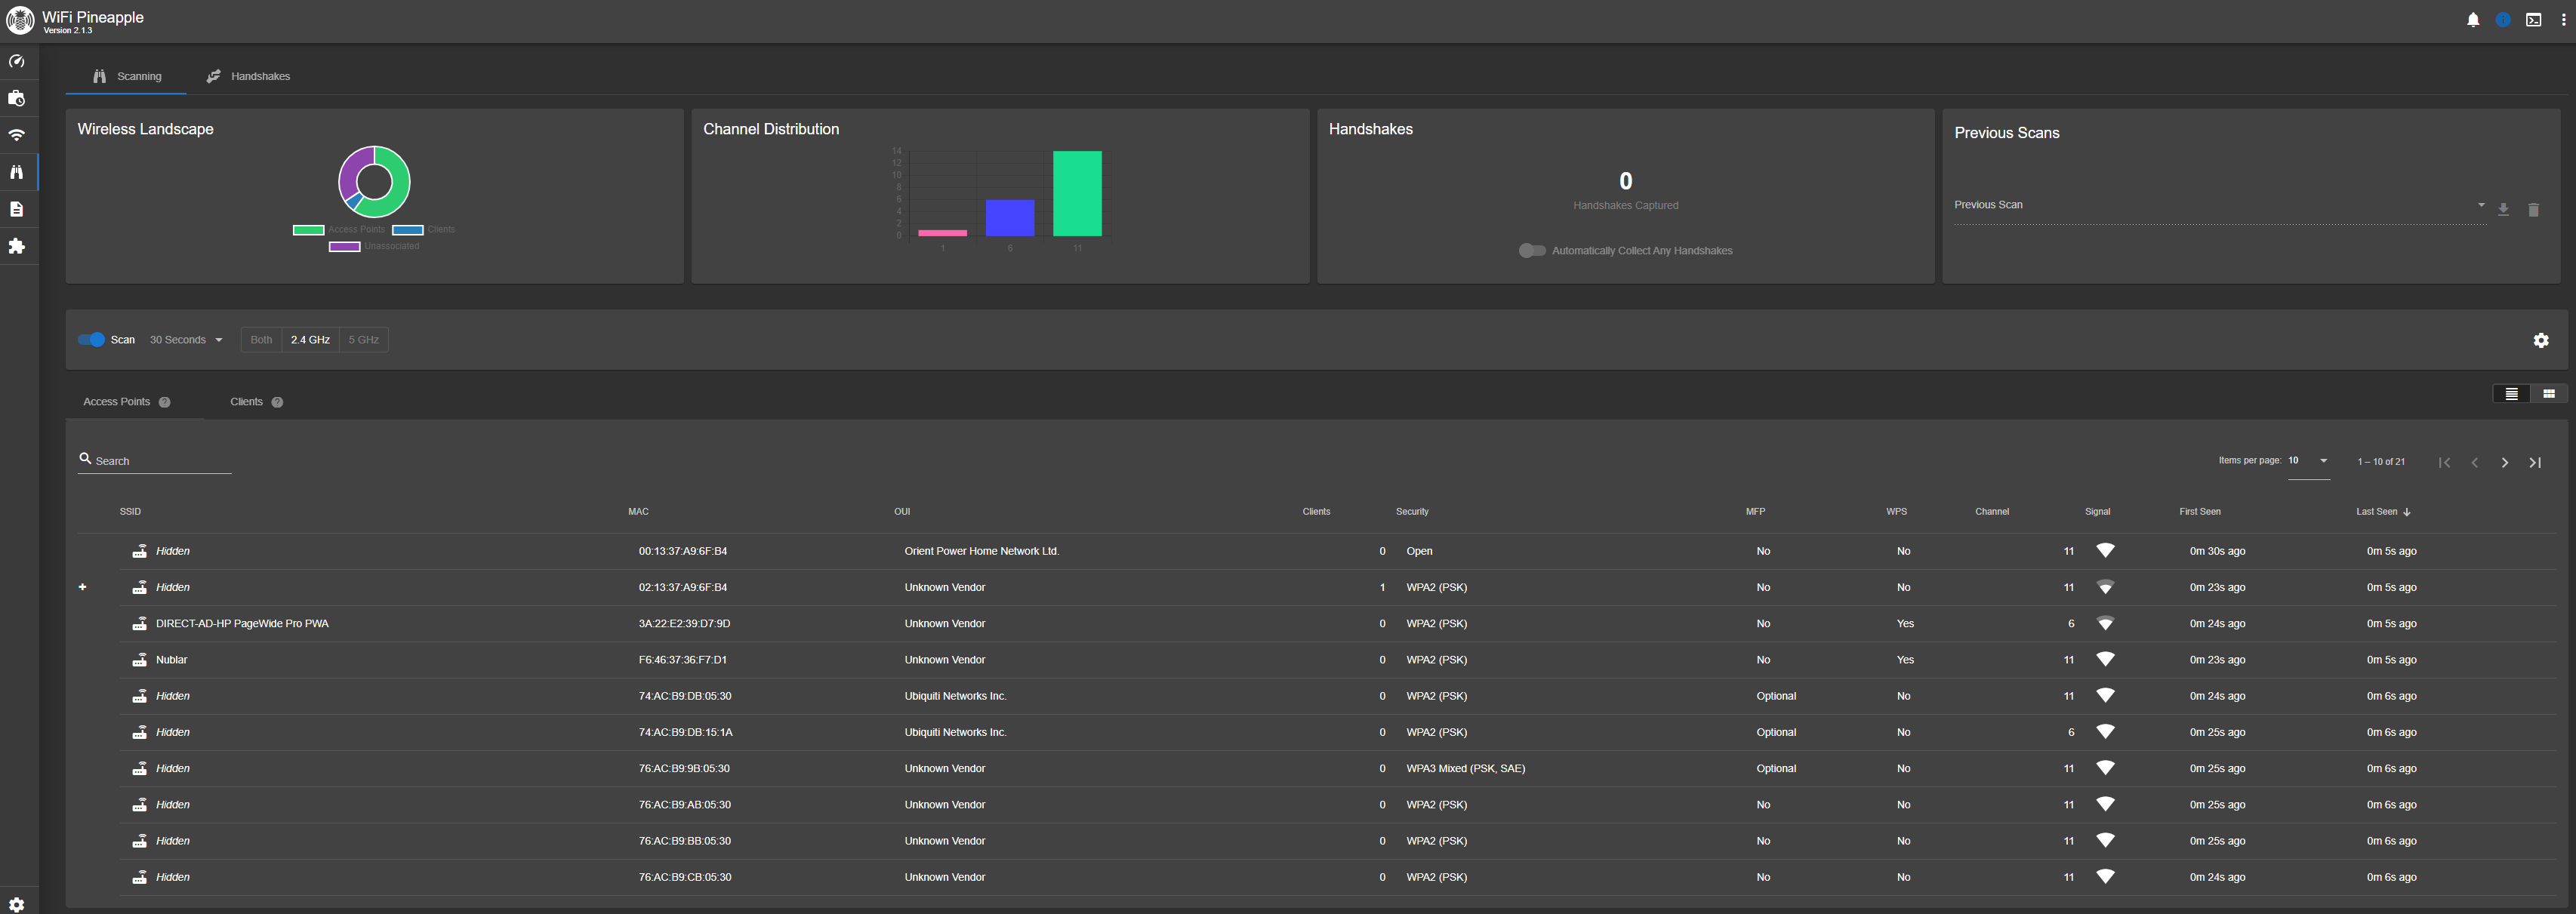 WiFi Pineapple
Version 2.1.3
Scanning Handshakes
Wireless Landscape
Access Points Clients
Unassociated
Channel Distribution
14
12
10
8
6
4
2
0
1 6 11
Handshakes
0
Handshakes Captured
Automatically Collect Any Handshakes
Previous Scans
Previous Scan
Scan 30 Seconds Both 2.4 GHz 5 GHz
Access Points ? Clients ?
Search Items per page: 10 1 – 10 of 21
SSID MAC OUI Clients Security MFP WPS Channel Signal First Seen Last Seen
Hidden 00:13:37:A9:6F:B4 Orient Power Home Network Ltd. 0 Open No No 11 0m 30s ago 0m 5s ago
+ Hidden 02:13:37:A9:6F:B4 Unknown Vendor 1 WPA2 (PSK) No No 11 0m 23s ago 0m 5s ago
DIRECT-AD-HP PageWide Pro PWA 3A:22:E2:39:D7:9D Unknown Vendor 0 WPA2 (PSK) No Yes 6 0m 24s ago 0m 5s ago
Nublar F6:46:37:36:F7:D1 Unknown Vendor 0 WPA2 (PSK) No Yes 11 0m 23s ago 0m 5s ago
Hidden 74:AC:B9:DB:05:30 Ubiquiti Networks Inc. 0 WPA2 (PSK) Optional No 11 0m 24s ago 0m 6s ago
Hidden 74:AC:B9:DB:15:1A Ubiquiti Networks Inc. 0 WPA2 (PSK) Optional No 6 0m 25s ago 0m 6s ago
Hidden 76:AC:B9:9B:05:30 Unknown Vendor 0 WPA3 Mixed (PSK, SAE) Optional No 11 0m 25s ago 0m 6s ago
Hidden 76:AC:B9:AB:05:30 Unknown Vendor 0 WPA2 (PSK) No No 11 0m 25s ago 0m 6s ago
Hidden 76:AC:B9:BB:05:30 Unknown Vendor 0 WPA2 (PSK) No No 11 0m 25s ago 0m 6s ago
Hidden 76:AC:B9:CB:05:30 Unknown Vendor 0 WPA2 (PSK) No No 11 0m 24s ago 0m 6s ago